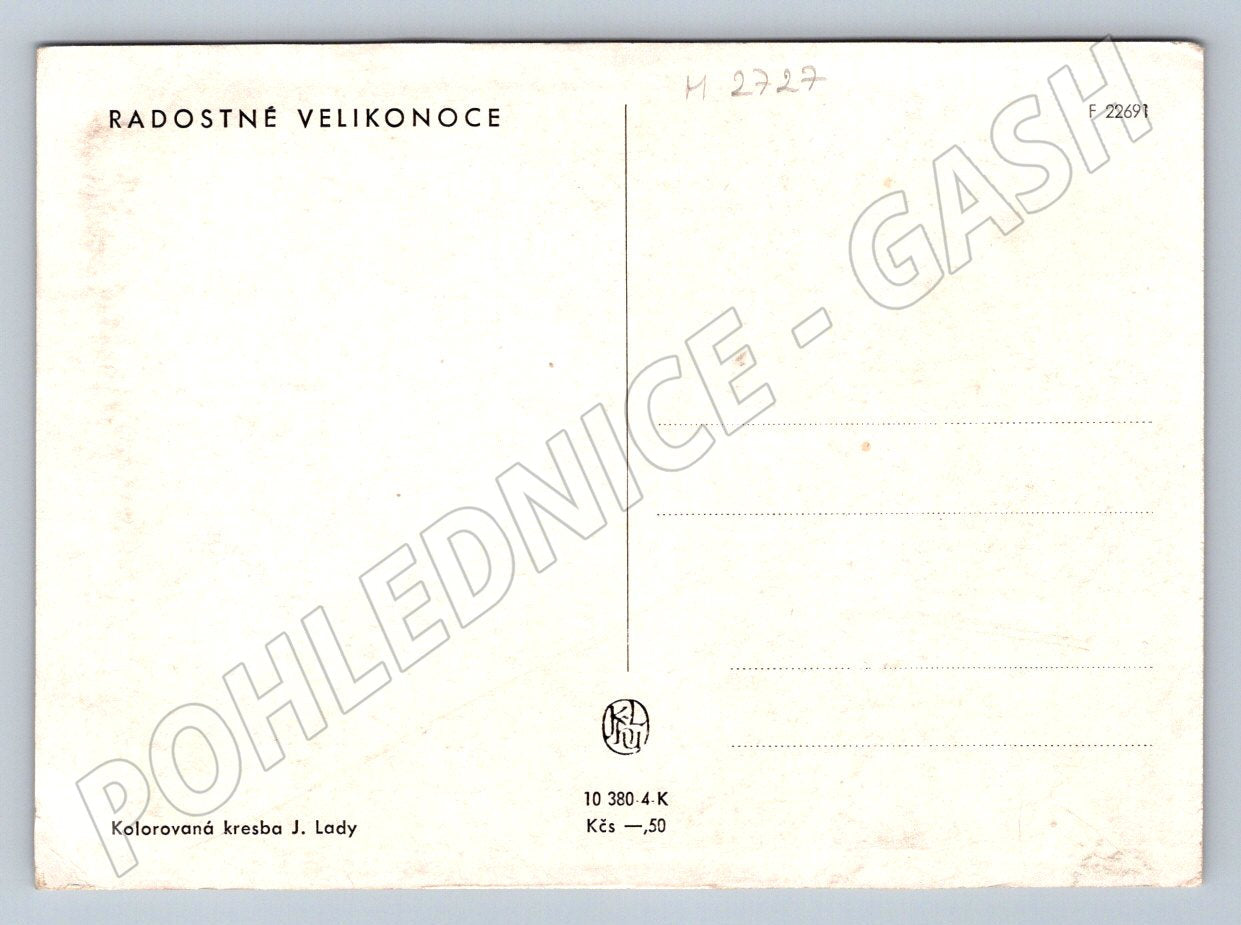 M 2727
RADOSTNÉ VELIKONOCE
F 22691
POHLEDNICE - GASH
10 380-4-K
Kčs —,50
Kolorovaná kresba J. Lady